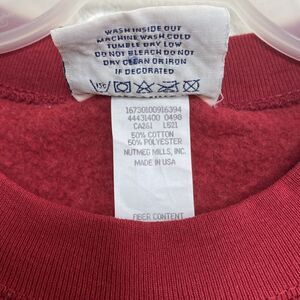 WASH INSIDE OUT
MACHINE WASH COLD
TUMBLE DRY LOW
DO NOT BLEACH DO NOT
DRY CLEAN OR IRON
IF DECORATED
16730100916394
44431400 0498
CA261 L521
50% COTTON
50% POLYESTER
NUTMEG MILLS, INC.
MADE IN USA
FIBER CONTENT